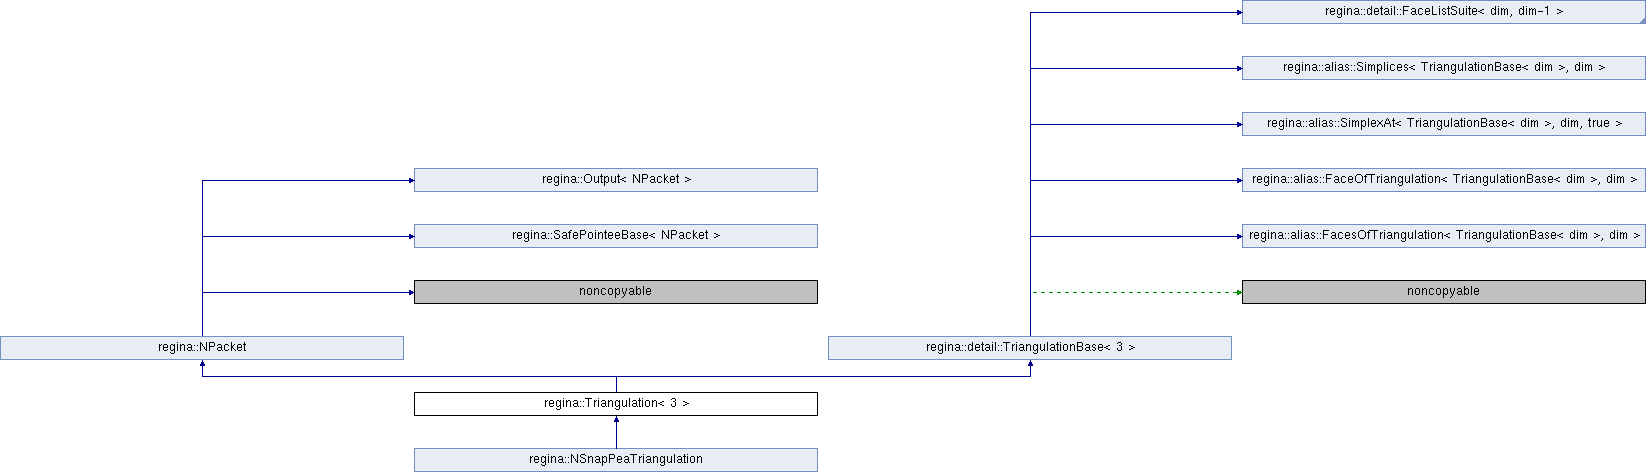 regina::detail::FaceListSuite< dim, dim-1 >
regina::alias::Simplices< TriangulationBase< dim >, dim >
regina::alias::SimplexAt< TriangulationBase< dim >, dim, true >
regina::Output< NPacket >
regina::alias::FaceOfTriangulation< TriangulationBase< dim >, dim >
regina::SafePointeeBase< NPacket >
regina::alias::FacesOfTriangulation< TriangulationBase< dim >, dim >
noncopyable
noncopyable
regina::NPacket
regina::detail::TriangulationBase< 3 >
regina::Triangulation< 3 >
regina::NSnapPeaTriangulation